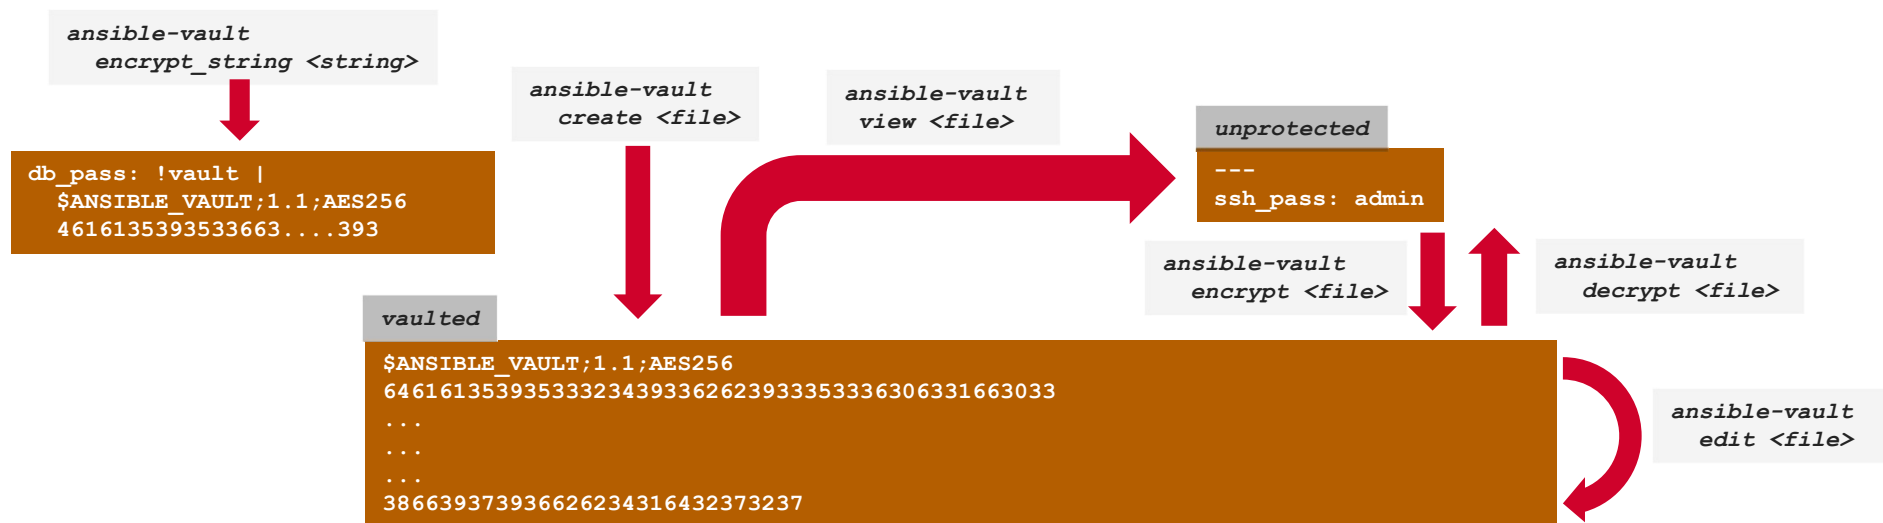 ansible-vault
encrypt_string <string>
db_pass: !vault |
$ANSIBLE_VAULT;1.1;AES256
4616135393533663....393
ansible-vault
create <file>
ansible-vault
view <file>
unprotected
---
ssh_pass: admin
ansible-vault
encrypt <file>
ansible-vault
decrypt <file>
vaulted
$ANSIBLE_VAULT;1.1;AES256
6461613539353332343933626239333533363063316630​33
...
...
...
386639373936626234316432373237
ansible-vault
edit <file>